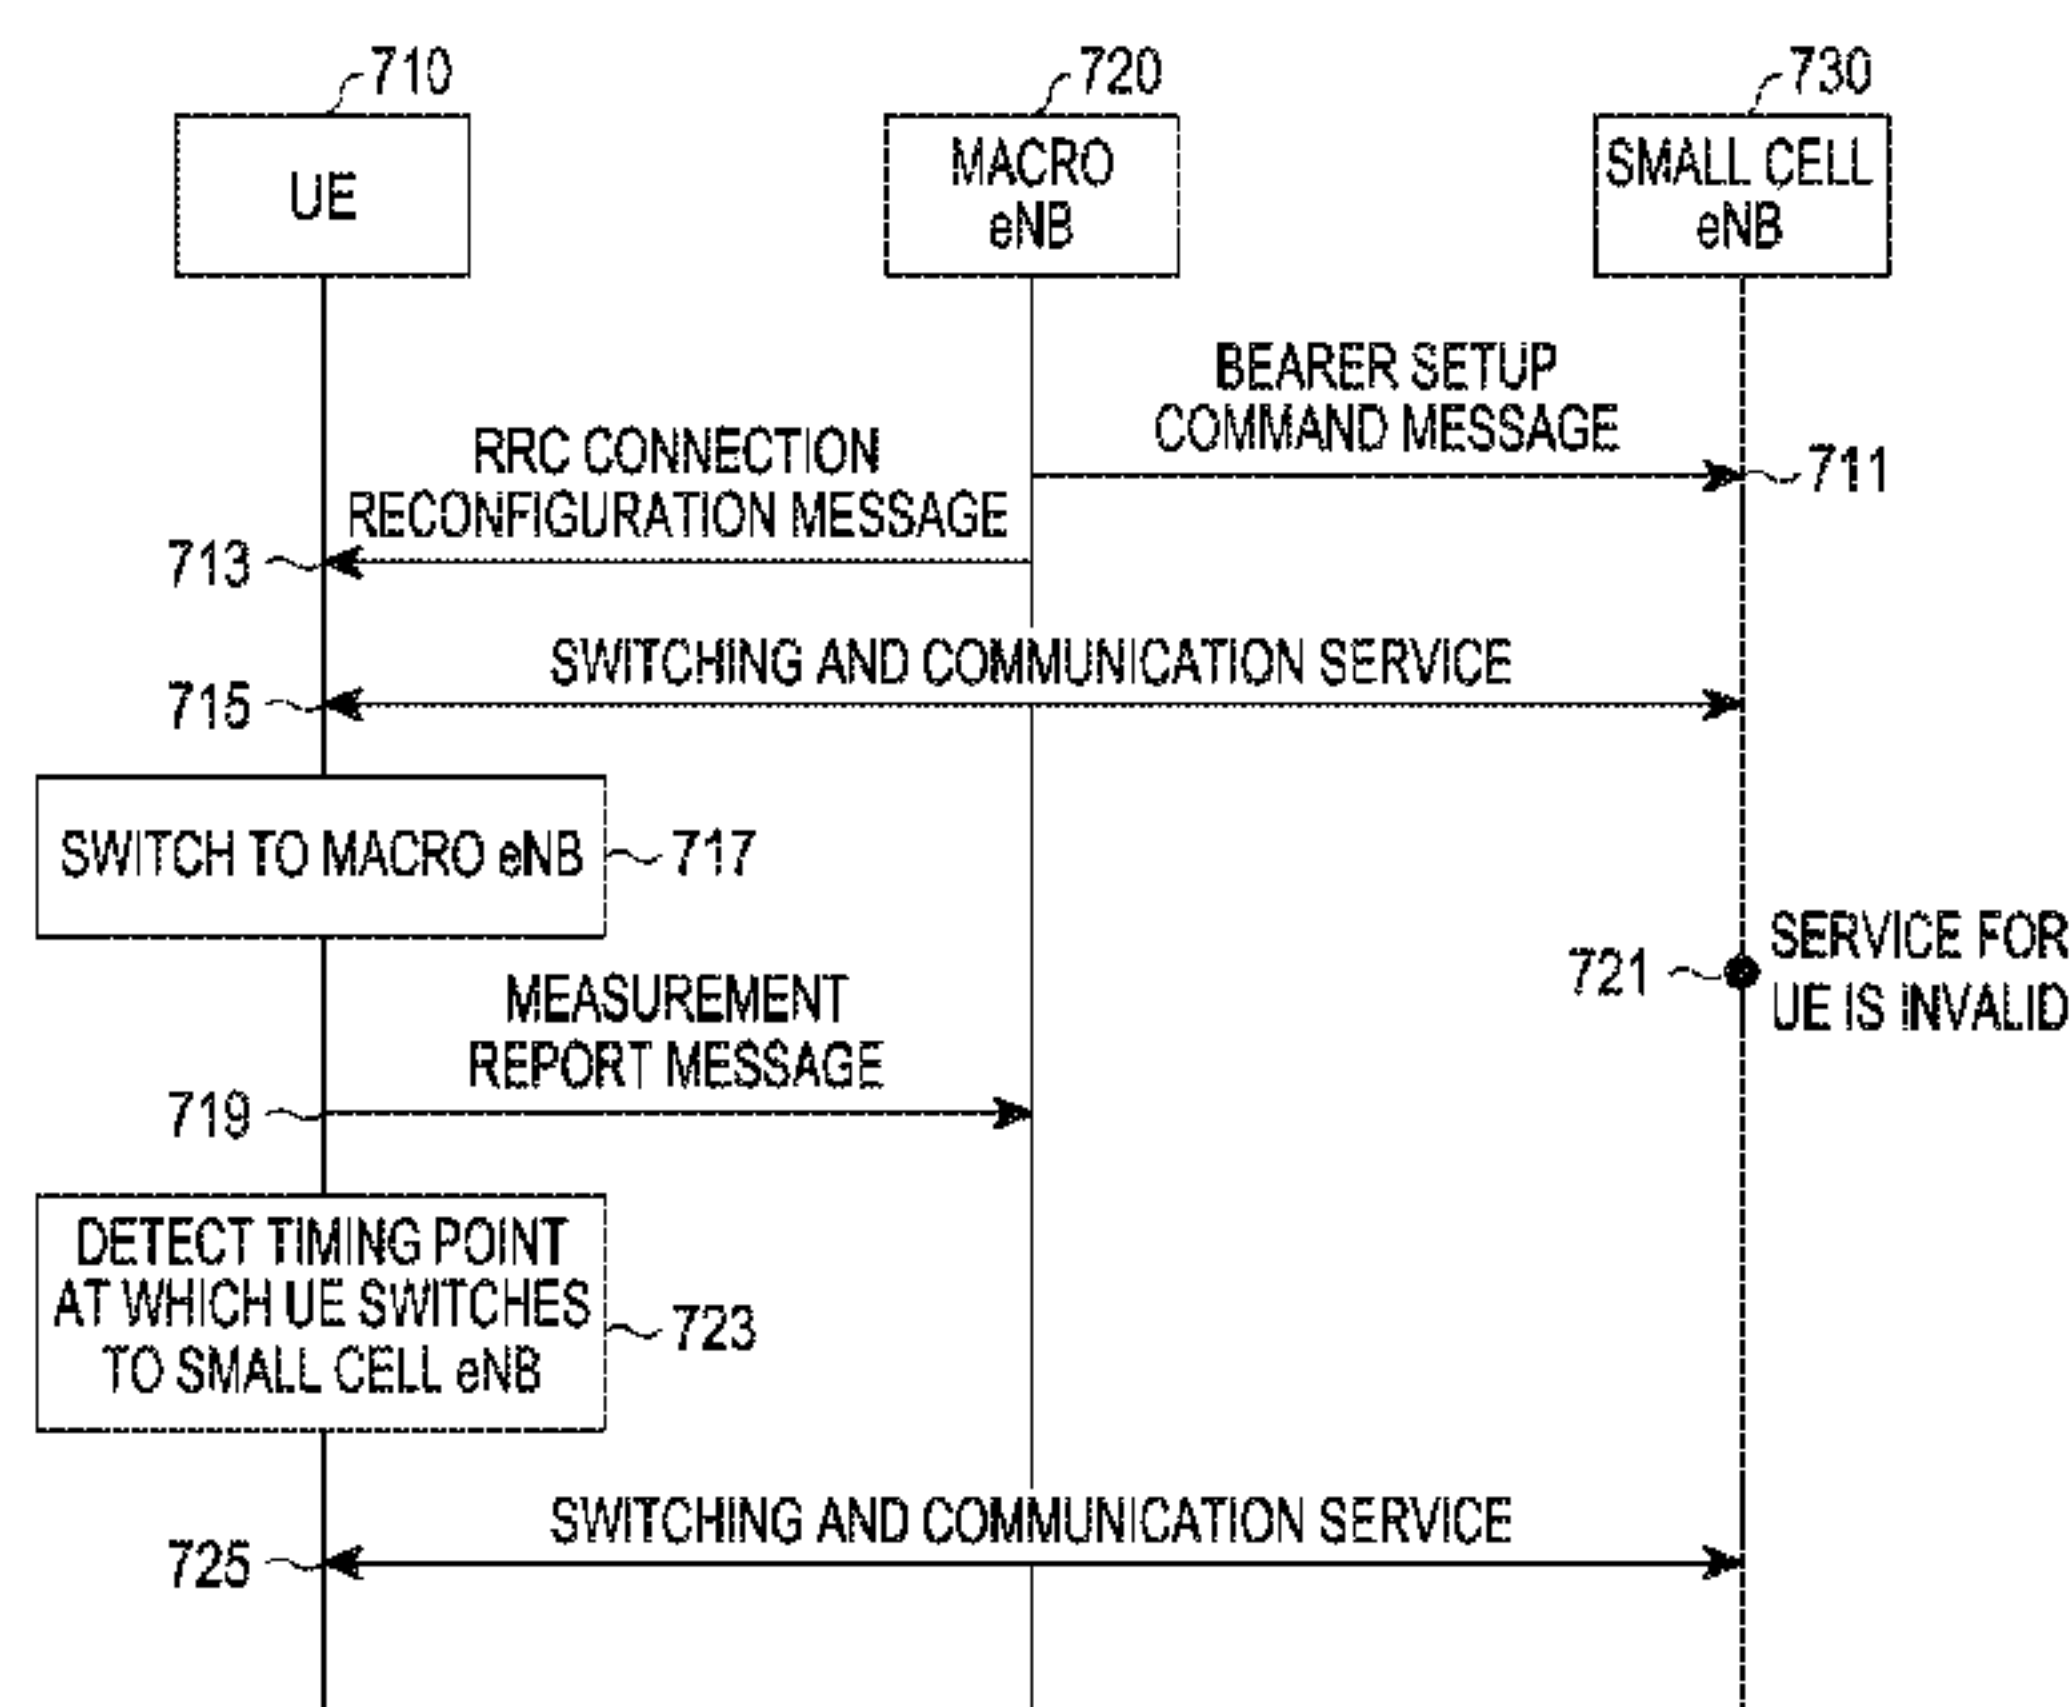 710
720
730
UE
MACRO
eNB
SMALL CELL
eNB
BEARER SETUP
COMMAND MESSAGE
711
RRC CONNECTION
RECONFIGURATION MESSAGE
713
SWITCHING AND COMMUNICATION SERVICE
715
SWITCH TO MACRO eNB
717
SERVICE FOR
UE IS INVALID
721
MEASUREMENT
REPORT MESSAGE
719
DETECT TIMING POINT
AT WHICH UE SWITCHES
TO SMALL CELL eNB
723
SWITCHING AND COMMUNICATION SERVICE
725